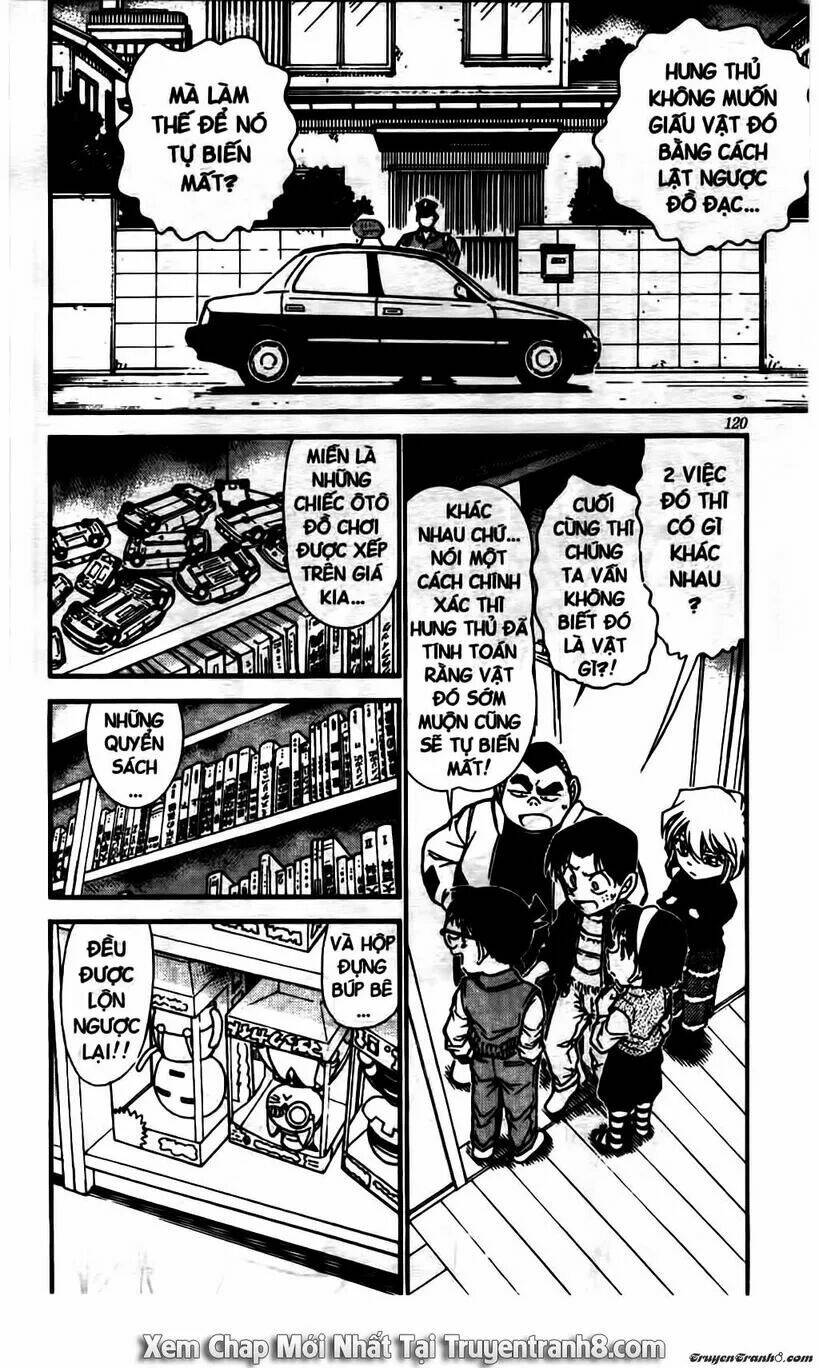 HUNG THỦ
KHÔNG MUỐN
GIẤU VẬT ĐÓ
BẰNG CÁCH
LẬT NGƯỢC
ĐỒ ĐẠC...
MÀ LÀM
THẾ ĐỂ NÓ
TỰ BIẾN
MẤT?
120
2 VIỆC
ĐÓ THÌ
CÓ GÌ
KHÁC
NHAU
?
CUỐI
CÙNG THÌ
CHÚNG
TA VẪN
KHÔNG
BIẾT ĐÓ
LÀ VẬT
GÌ?!
KHÁC
NHAU CHỨ...
NÓI MỘT
CÁCH CHÍNH
XÁC THÌ
HUNG THỦ ĐÃ
TÍNH TOÁN
RẰNG VẬT
ĐÓ SỚM
MUỘN CŨNG
SẼ TỰ BIẾN
MẤT!
MIẾN LÀ
NHỮNG
CHIẾC ÔTÔ
ĐỒ CHƠI
ĐƯỢC XẾP
TRÊN GIÁ
KIA...
NHỮNG
QUYỂN
SÁCH
...
VÀ HỘP
ĐỰNG
BÚP BÊ
...
ĐỀU
ĐƯỢC
LỘN
NGƯỢC
LẠI!!
Xem Chap Mới Nhất Tại Truyentranh8.com
TruyenTranh8.com